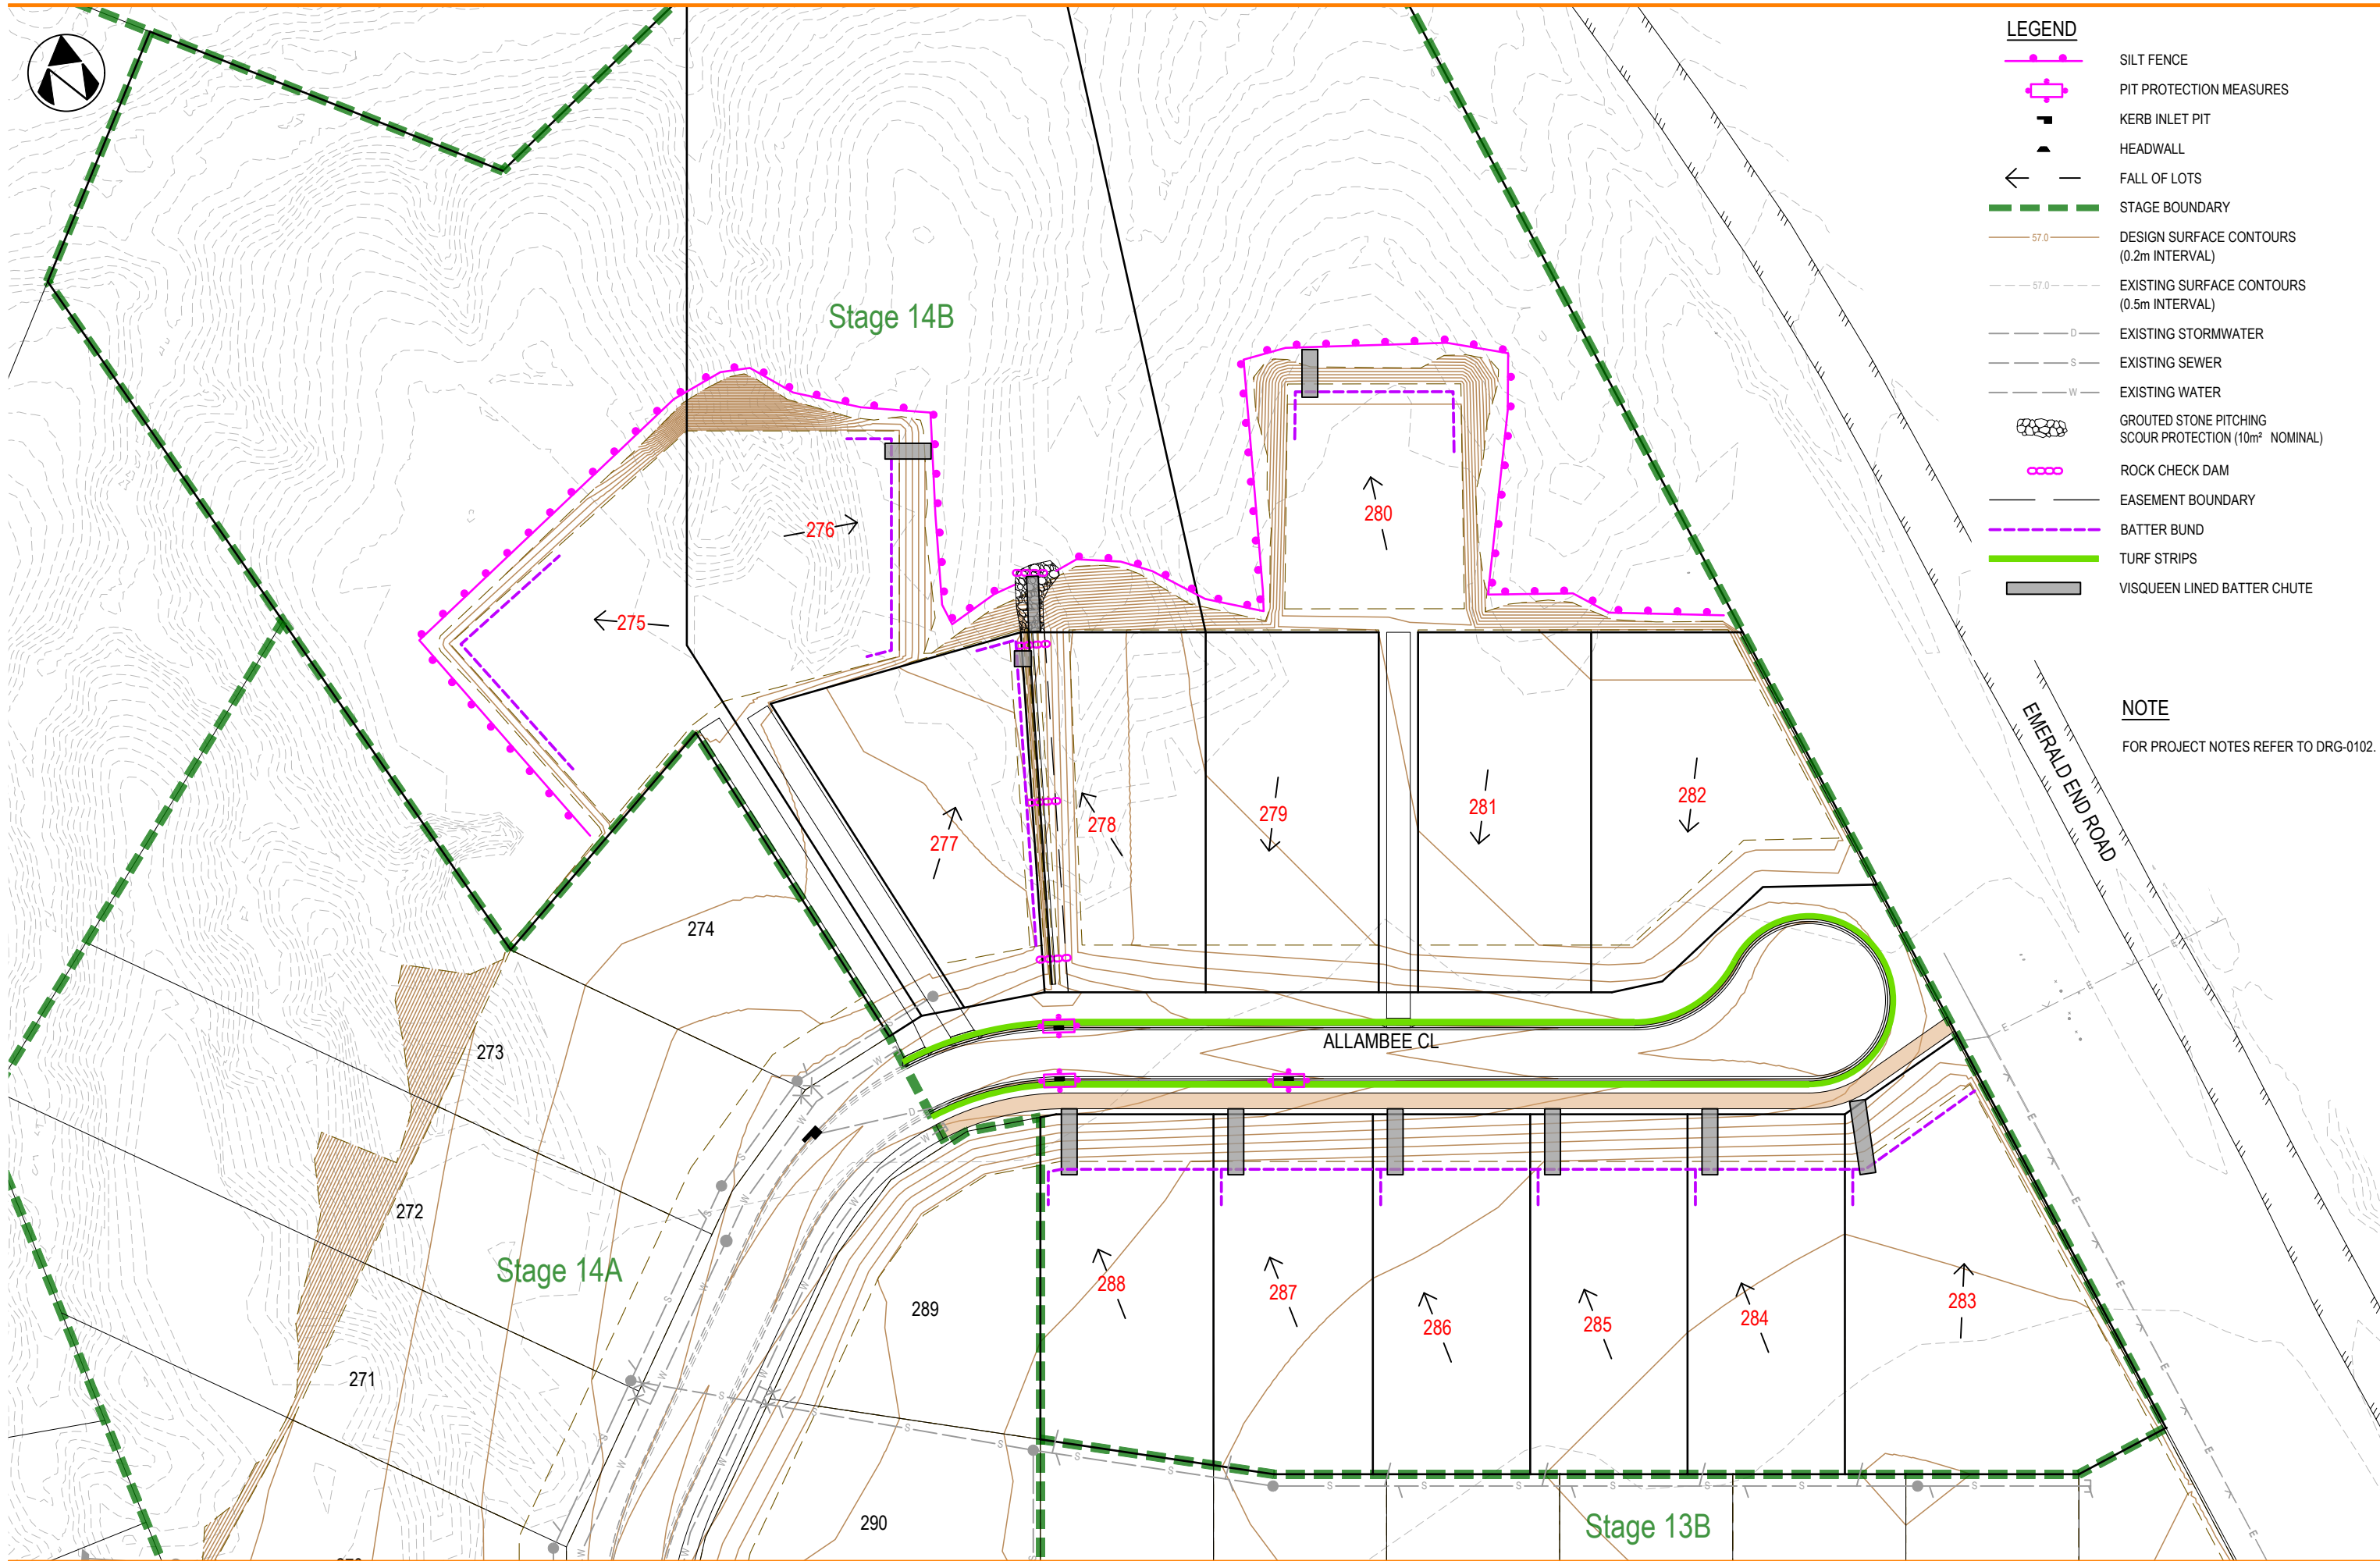 LEGEND
SILT FENCE
PIT PROTECTION MEASURES
KERB INLET PIT
HEADWALL
FALL OF LOTS
STAGE BOUNDARY
57.0
DESIGN SURFACE CONTOURS
(0.2m INTERVAL)
57.0
EXISTING SURFACE CONTOURS
(0.5m INTERVAL)
D
EXISTING STORMWATER
S
EXISTING SEWER
W
EXISTING WATER
GROUTED STONE PITCHING
SCOUR PROTECTION (10m² NOMINAL)
ROCK CHECK DAM
EASEMENT BOUNDARY
BATTER BUND
TURF STRIPS
VISQUEEN LINED BATTER CHUTE
NOTE
FOR PROJECT NOTES REFER TO DRG-0102.
N
Stage 14B
280
276
275
EMERALD END ROAD
282
281
279
278
277
274
ALLAMBEE CL
273
272
Stage 14A
288
287
286
285
284
283
289
271
290
Stage 13B